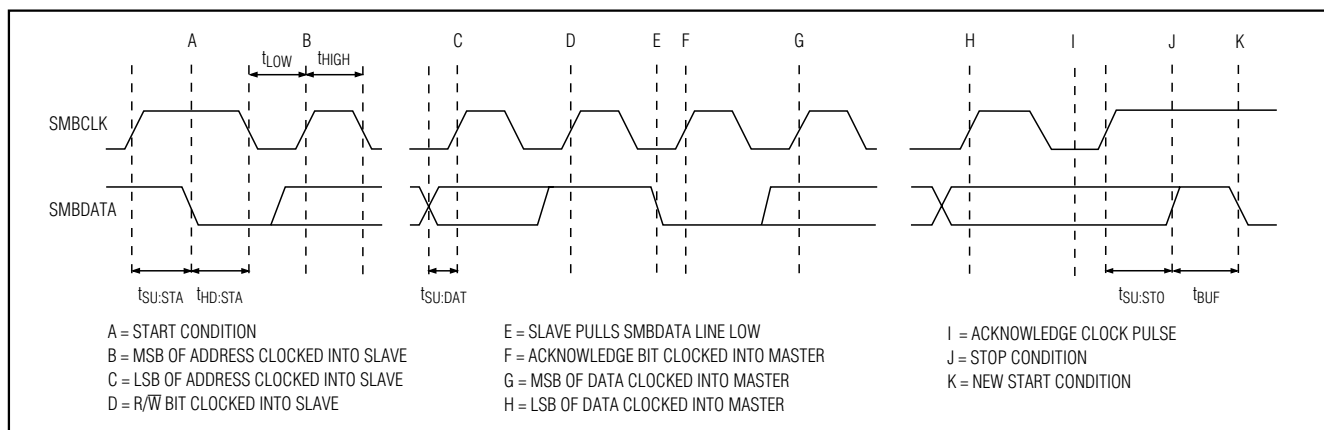 A B C D E F G H I J K
tLOW tHIGH
SMBCLK
SMBDATA
tSU:STA tHD:STA tSU:DAT tSU:STO tBUF
A = START CONDITION
B = MSB OF ADDRESS CLOCKED INTO SLAVE
C = LSB OF ADDRESS CLOCKED INTO SLAVE
D = R/W̅ BIT CLOCKED INTO SLAVE
E = SLAVE PULLS SMBDATA LINE LOW
F = ACKNOWLEDGE BIT CLOCKED INTO MASTER
G = MSB OF DATA CLOCKED INTO MASTER
H = LSB OF DATA CLOCKED INTO MASTER
I = ACKNOWLEDGE CLOCK PULSE
J = STOP CONDITION
K = NEW START CONDITION